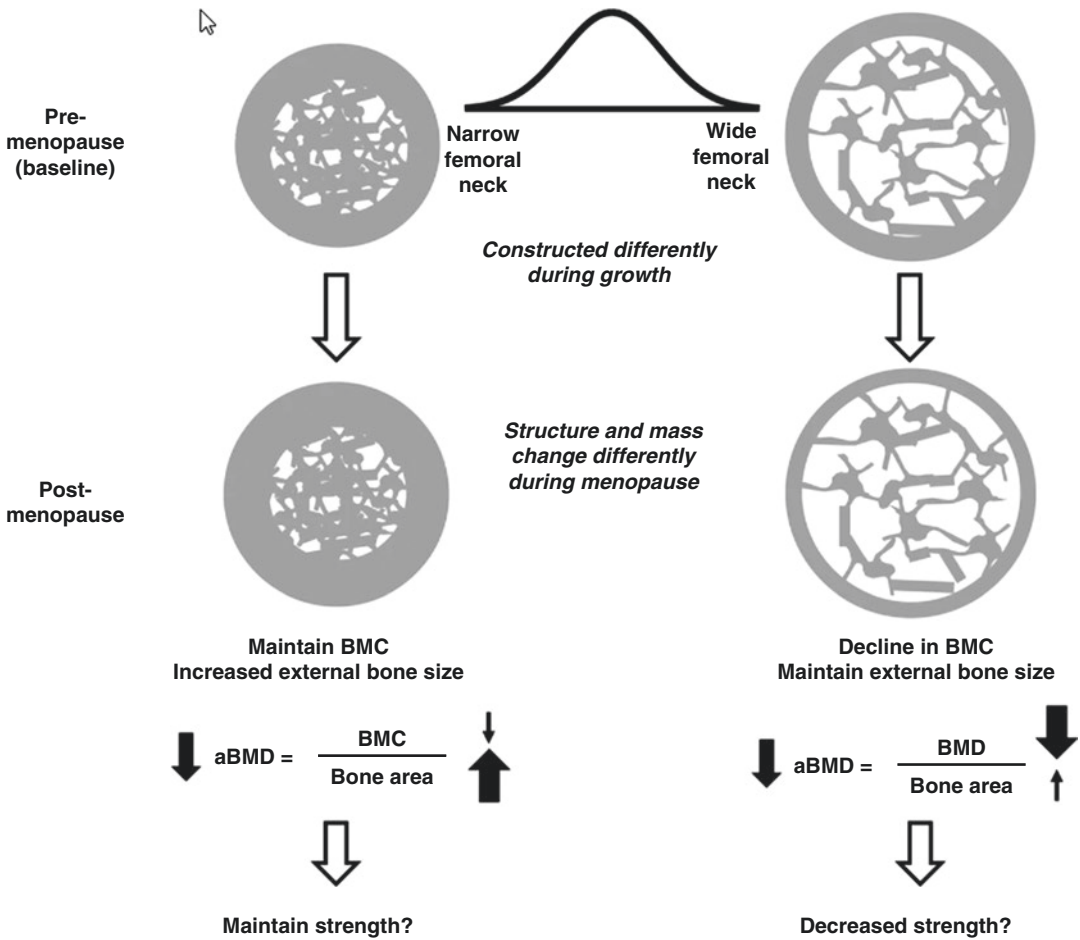 Pre-
menopause
(baseline)
Narrow
femoral
neck
Wide
femoral
neck
Constructed differently
during growth
Post-
menopause
Structure and mass
change differently
during menopause
Maintain BMC
Increased external bone size
Decline in BMC
Maintain external bone size
aBMD = BMC
Bone area
aBMD = BMD
Bone area
Maintain strength?
Decreased strength?